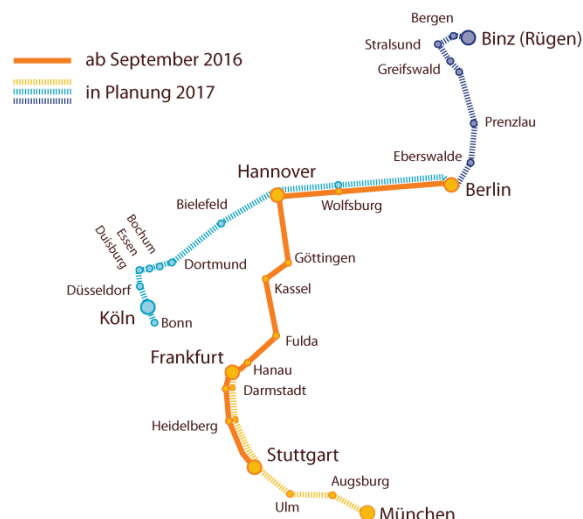 ab September 2016
in Planung 2017
Bergen
Binz (Rügen)
Stralsund
Greifswald
Prenzlau
Eberswalde
Hannover
Berlin
Wolfsburg
Bielefeld
Bochum
Essen
Duisburg
Dortmund
Göttingen
Düsseldorf
Kassel
Köln
Bonn
Fulda
Frankfurt
Hanau
Darmstadt
Heidelberg
Stuttgart
Augsburg
Ulm
München